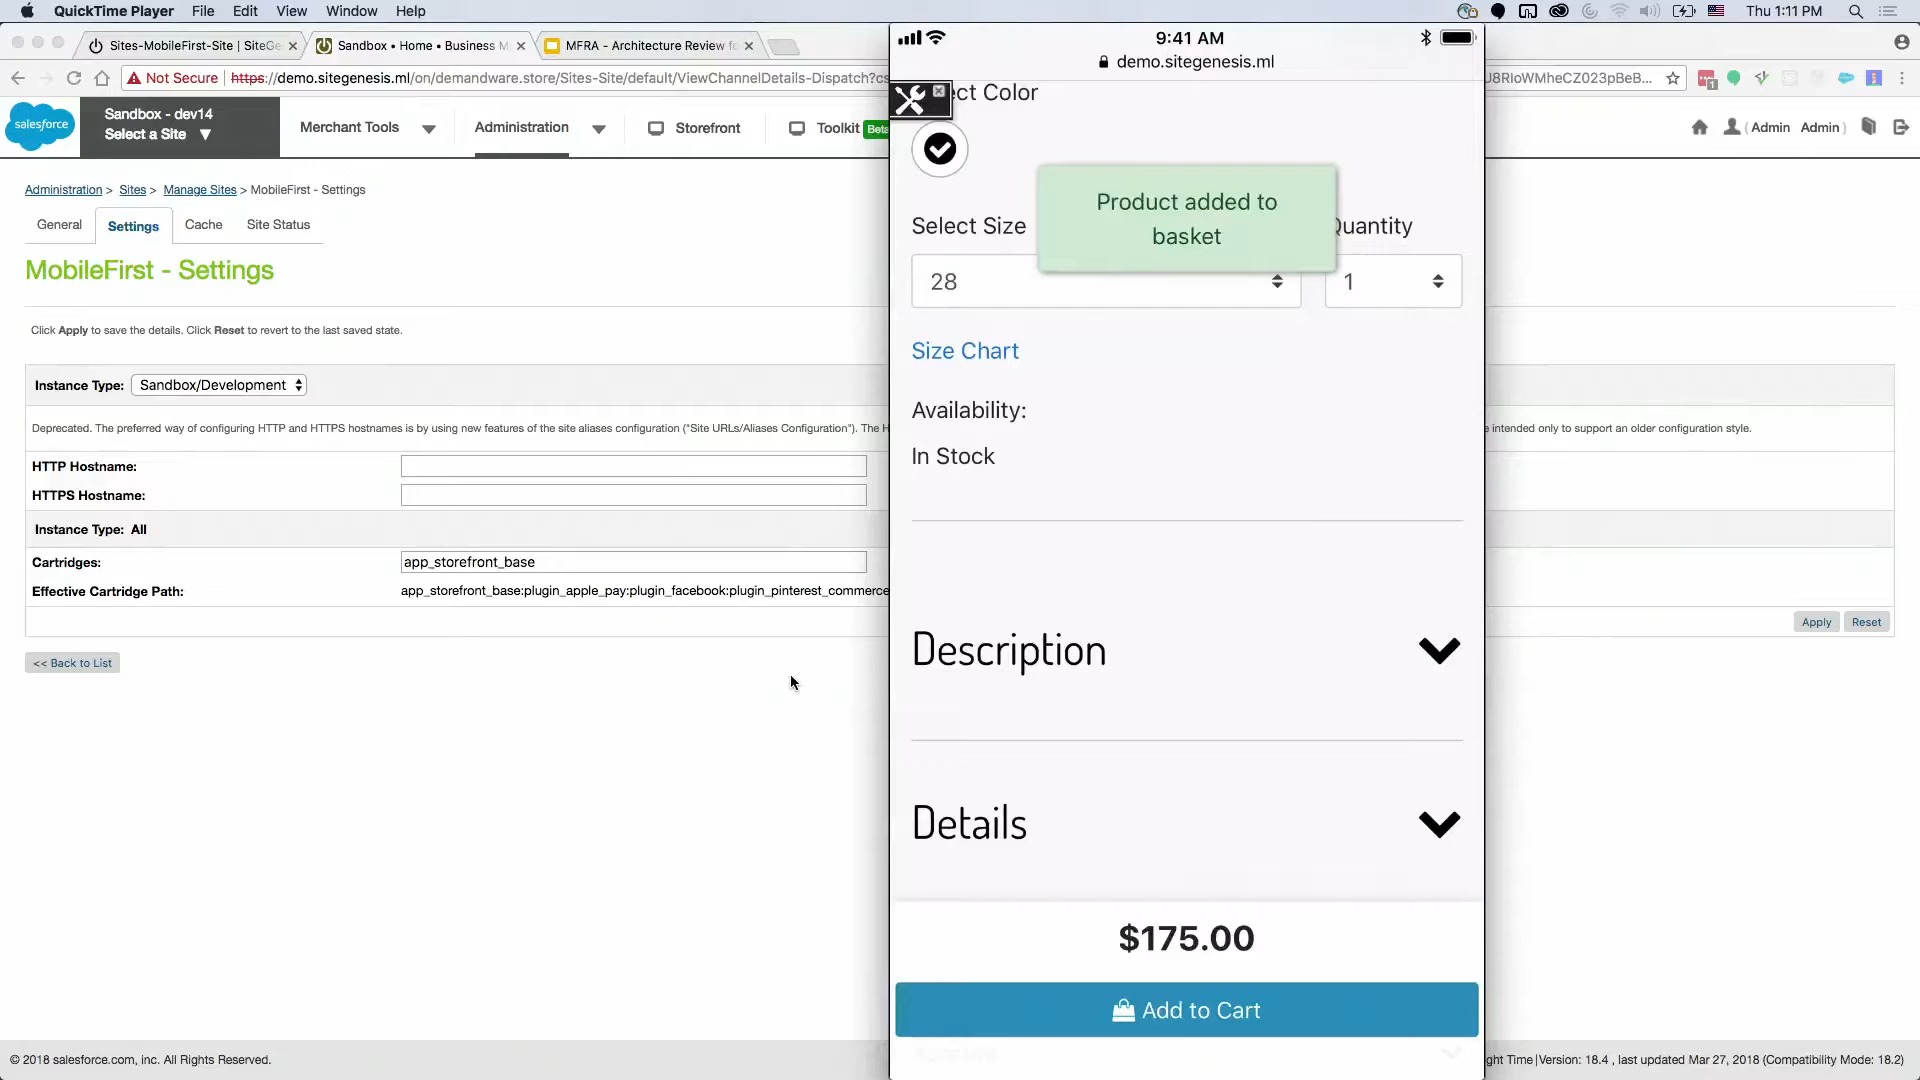 QuickTime Player File Edit View Window Help
Thu 1:11 PM
Sites-MobileFirst-Site | SiteGe
Sandbox • Home • Business M
MFRA - Architecture Review fo
Not Secure | https://demo.sitegenesis.ml/on/demandware.store/Sites-Site/default/ViewChannelDetails-Dispatch?cs
J8RIoWMheCZ023pBeB...
salesforce
Sandbox - dev14
Select a Site
Merchant Tools
Administration
Storefront
Toolkit Beta
( Admin Admin )
Administration > Sites > Manage Sites > MobileFirst - Settings
General Settings Cache Site Status
MobileFirst - Settings
Click Apply to save the details. Click Reset to revert to the last saved state.
Instance Type: Sandbox/Development
Deprecated. The preferred way of configuring HTTP and HTTPS hostnames is by using new features of the site aliases configuration ("Site URLs/Aliases Configuration"). The H
intended only to support an older configuration style.
HTTP Hostname:
HTTPS Hostname:
Instance Type: All
Cartridges: app_storefront_base
Effective Cartridge Path: app_storefront_base:plugin_apple_pay:plugin_facebook:plugin_pinterest_commerce
Apply Reset
<< Back to List
© 2018 salesforce.com, inc. All Rights Reserved.
ght Time | Version: 18.4 , last updated Mar 27, 2018 (Compatibility Mode: 18.2)
9:41 AM
demo.sitegenesis.ml
ect Color
Product added to
basket
Select Size
Quantity
28
1
Size Chart
Availability:
In Stock
Description
Details
$175.00
Add to Cart